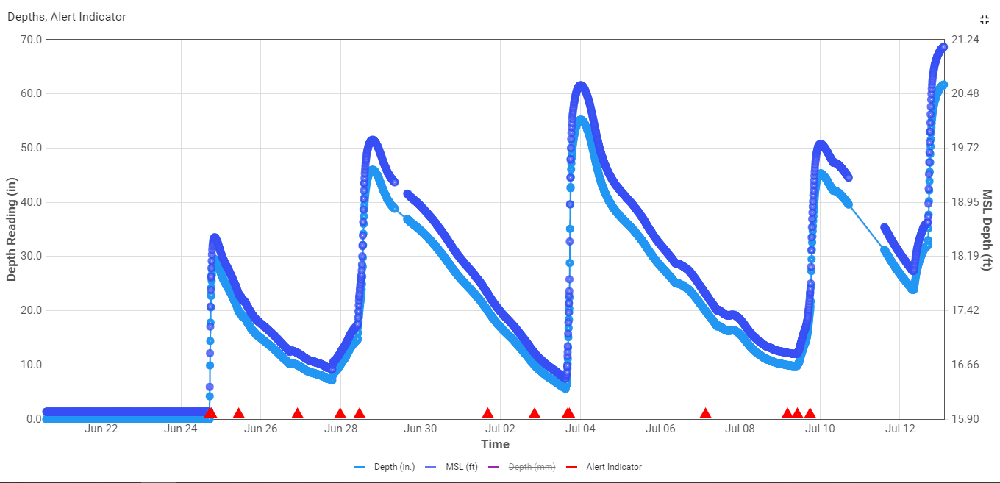 Depths, Alert Indicator
70.0
60.0
50.0
40.0
30.0
20.0
10.0
0.0
Depth Reading (in)
21.24
20.48
19.72
18.95
18.19
17.42
16.66
15.90
MSL Depth (ft)
Jun 22 Jun 24 Jun 26 Jun 28 Jun 30 Jul 02 Jul 04 Jul 06 Jul 08 Jul 10 Jul 12
Time
Depth (in.) MSL (ft) Depth (mm) Alert Indicator